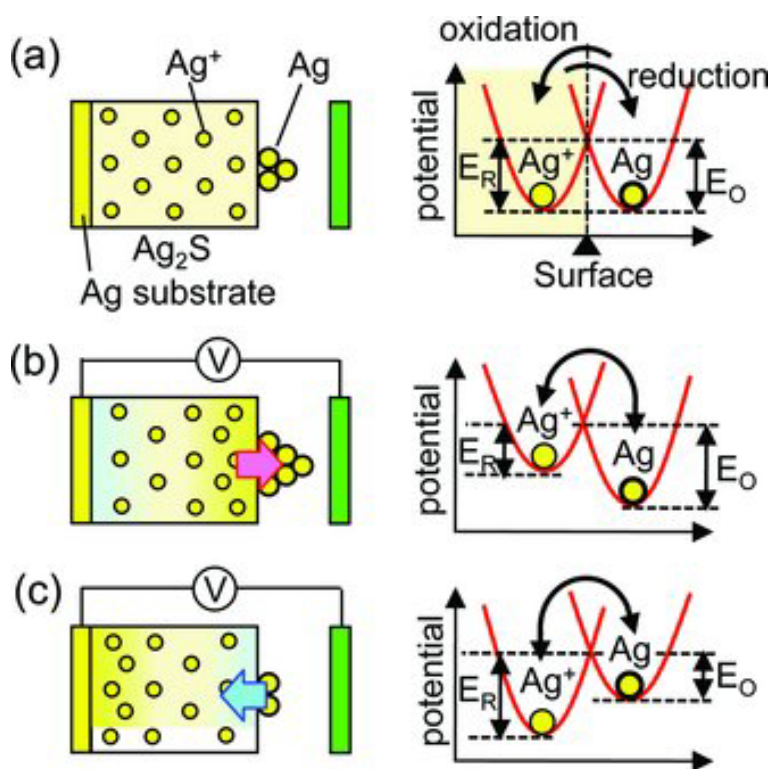 (a)
Ag⁺
Ag
Ag₂S
Ag substrate
oxidation
reduction
potential
E_R
Ag⁺
Ag
E_O
Surface
(b)
V
potential
E_R
Ag⁺
Ag
E_O
(c)
V
potential
E_R
Ag⁺
Ag
E_O